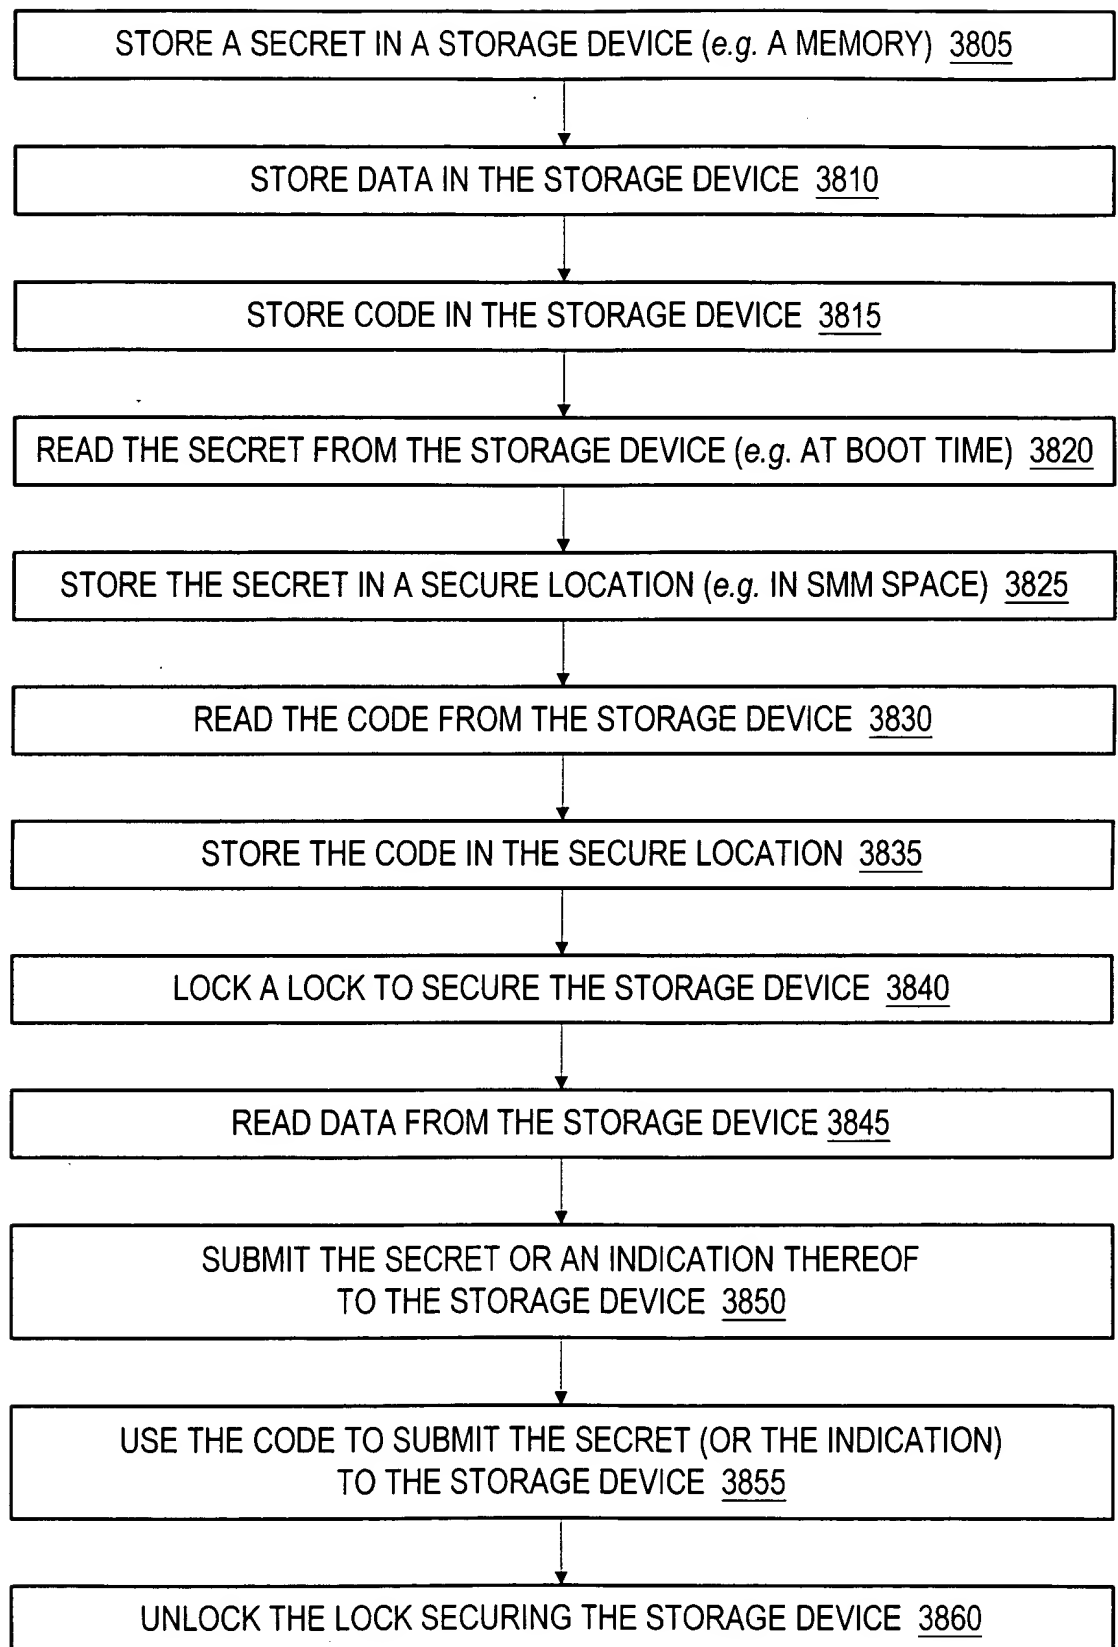 STORE A SECRET IN A STORAGE DEVICE (e.g. A MEMORY) 3805
STORE DATA IN THE STORAGE DEVICE 3810
STORE CODE IN THE STORAGE DEVICE 3815
READ THE SECRET FROM THE STORAGE DEVICE (e.g. AT BOOT TIME) 3820
STORE THE SECRET IN A SECURE LOCATION (e.g. IN SMM SPACE) 3825
READ THE CODE FROM THE STORAGE DEVICE 3830
STORE THE CODE IN THE SECURE LOCATION 3835
LOCK A LOCK TO SECURE THE STORAGE DEVICE 3840
READ DATA FROM THE STORAGE DEVICE 3845
SUBMIT THE SECRET OR AN INDICATION THEREOF
TO THE STORAGE DEVICE 3850
USE THE CODE TO SUBMIT THE SECRET (OR THE INDICATION)
TO THE STORAGE DEVICE 3855
UNLOCK THE LOCK SECURING THE STORAGE DEVICE 3860